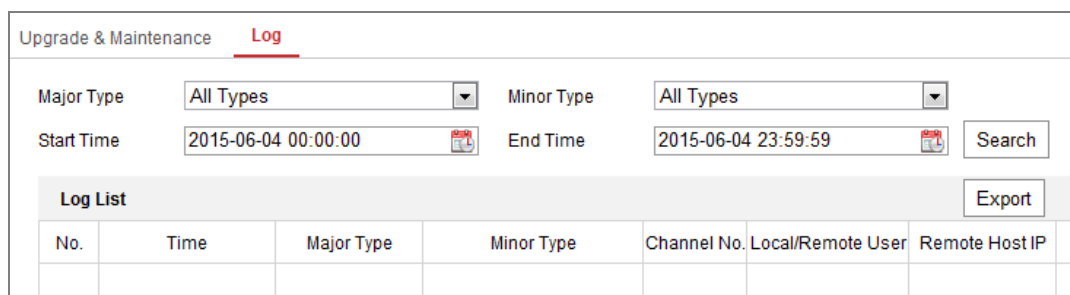 Upgrade & Maintenance Log
Major Type All Types Minor Type All Types
Start Time 2015-06-04 00:00:00 End Time 2015-06-04 23:59:59 Search
Log List Export
No. Time Major Type Minor Type Channel No. Local/Remote User Remote Host IP